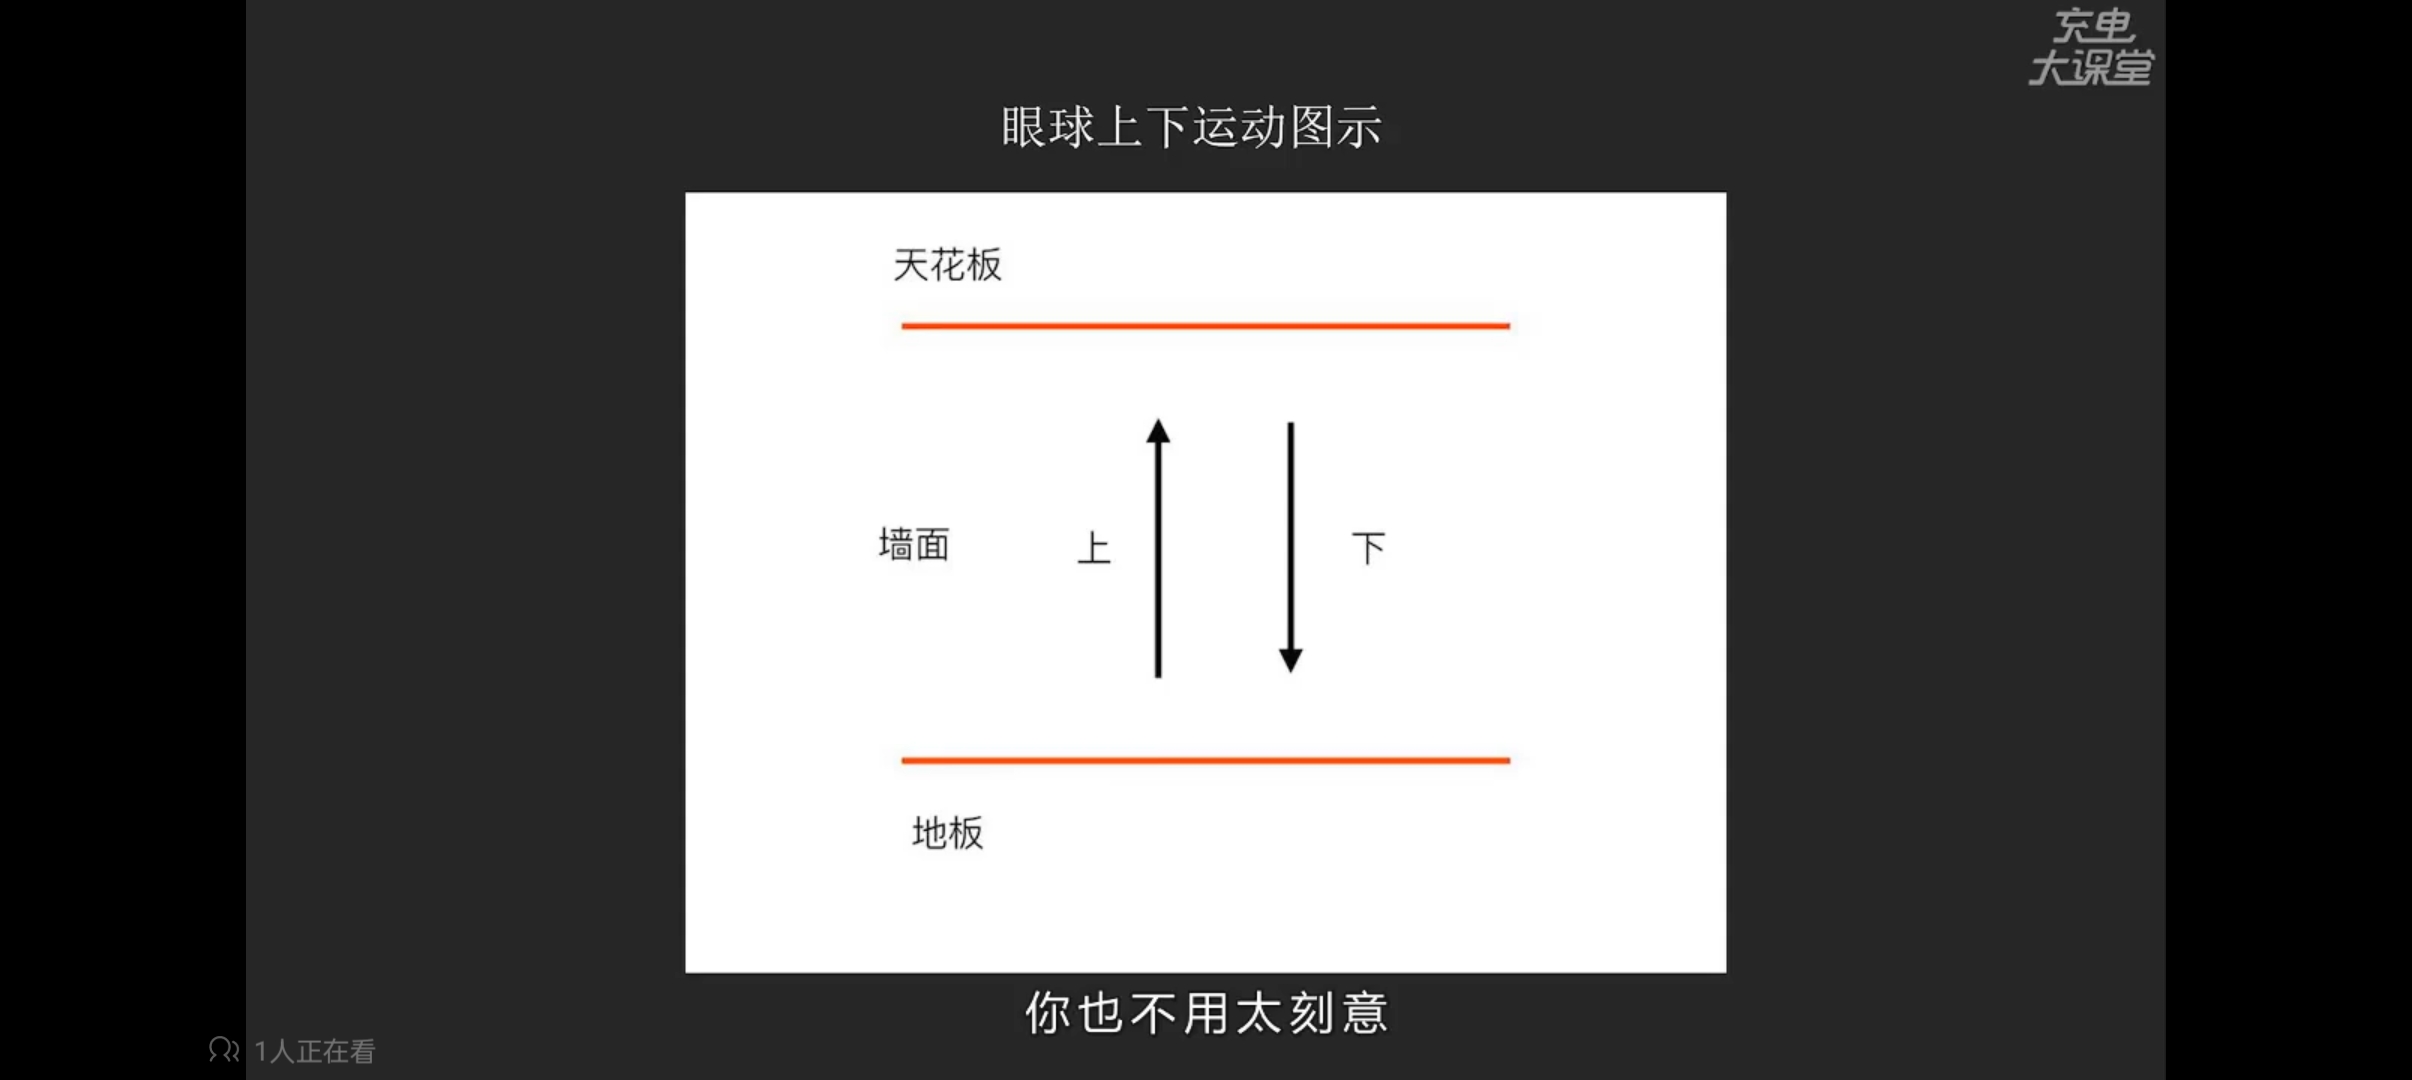 充电
大课堂
眼球上下运动图示
天花板
墙面
上
下
地板
你也不用太刻意
1人正在看